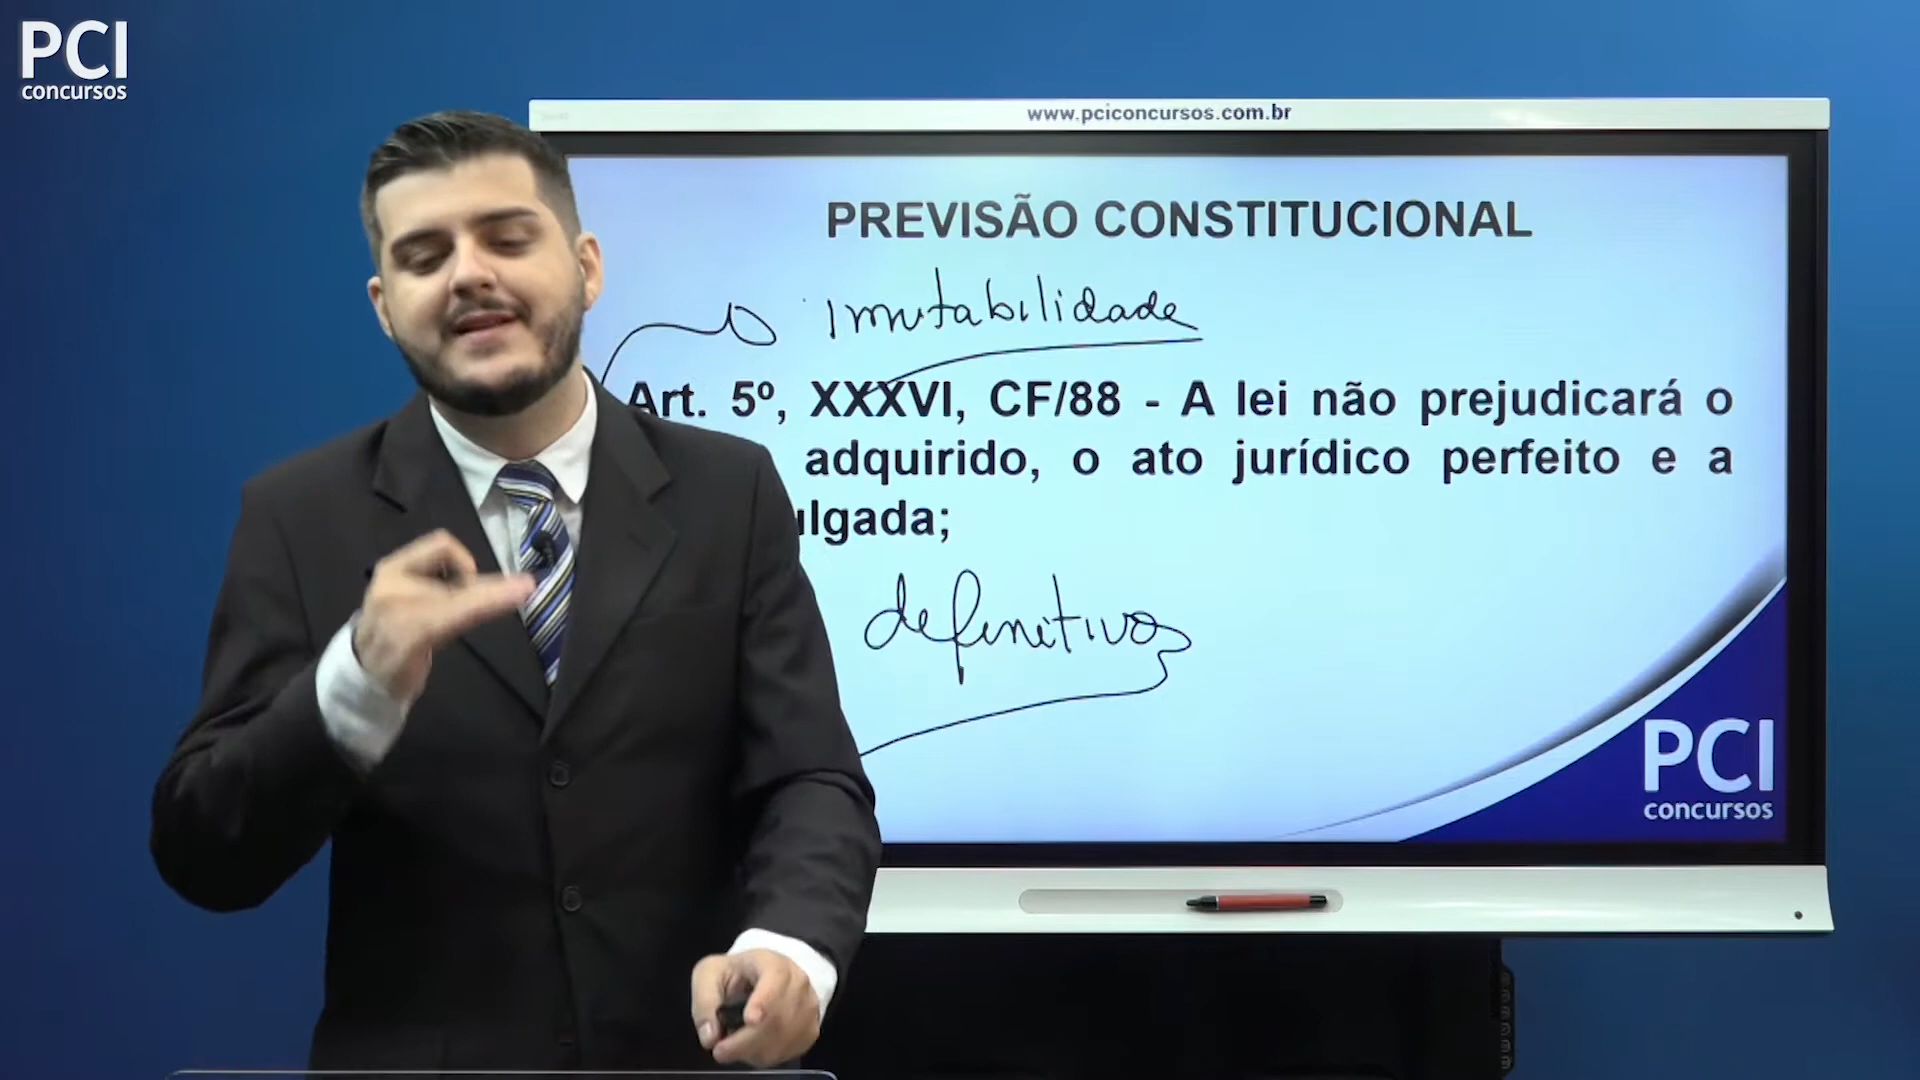 PCI
concursos
www.pciconcursos.com.br
PREVISÃO CONSTITUCIONAL
imutabilidade
Art. 5º, XXXVI, CF/88 - A lei não prejudicará o
adquirido, o ato jurídico perfeito e a
ulgada;
definitiva
PCI
concursos